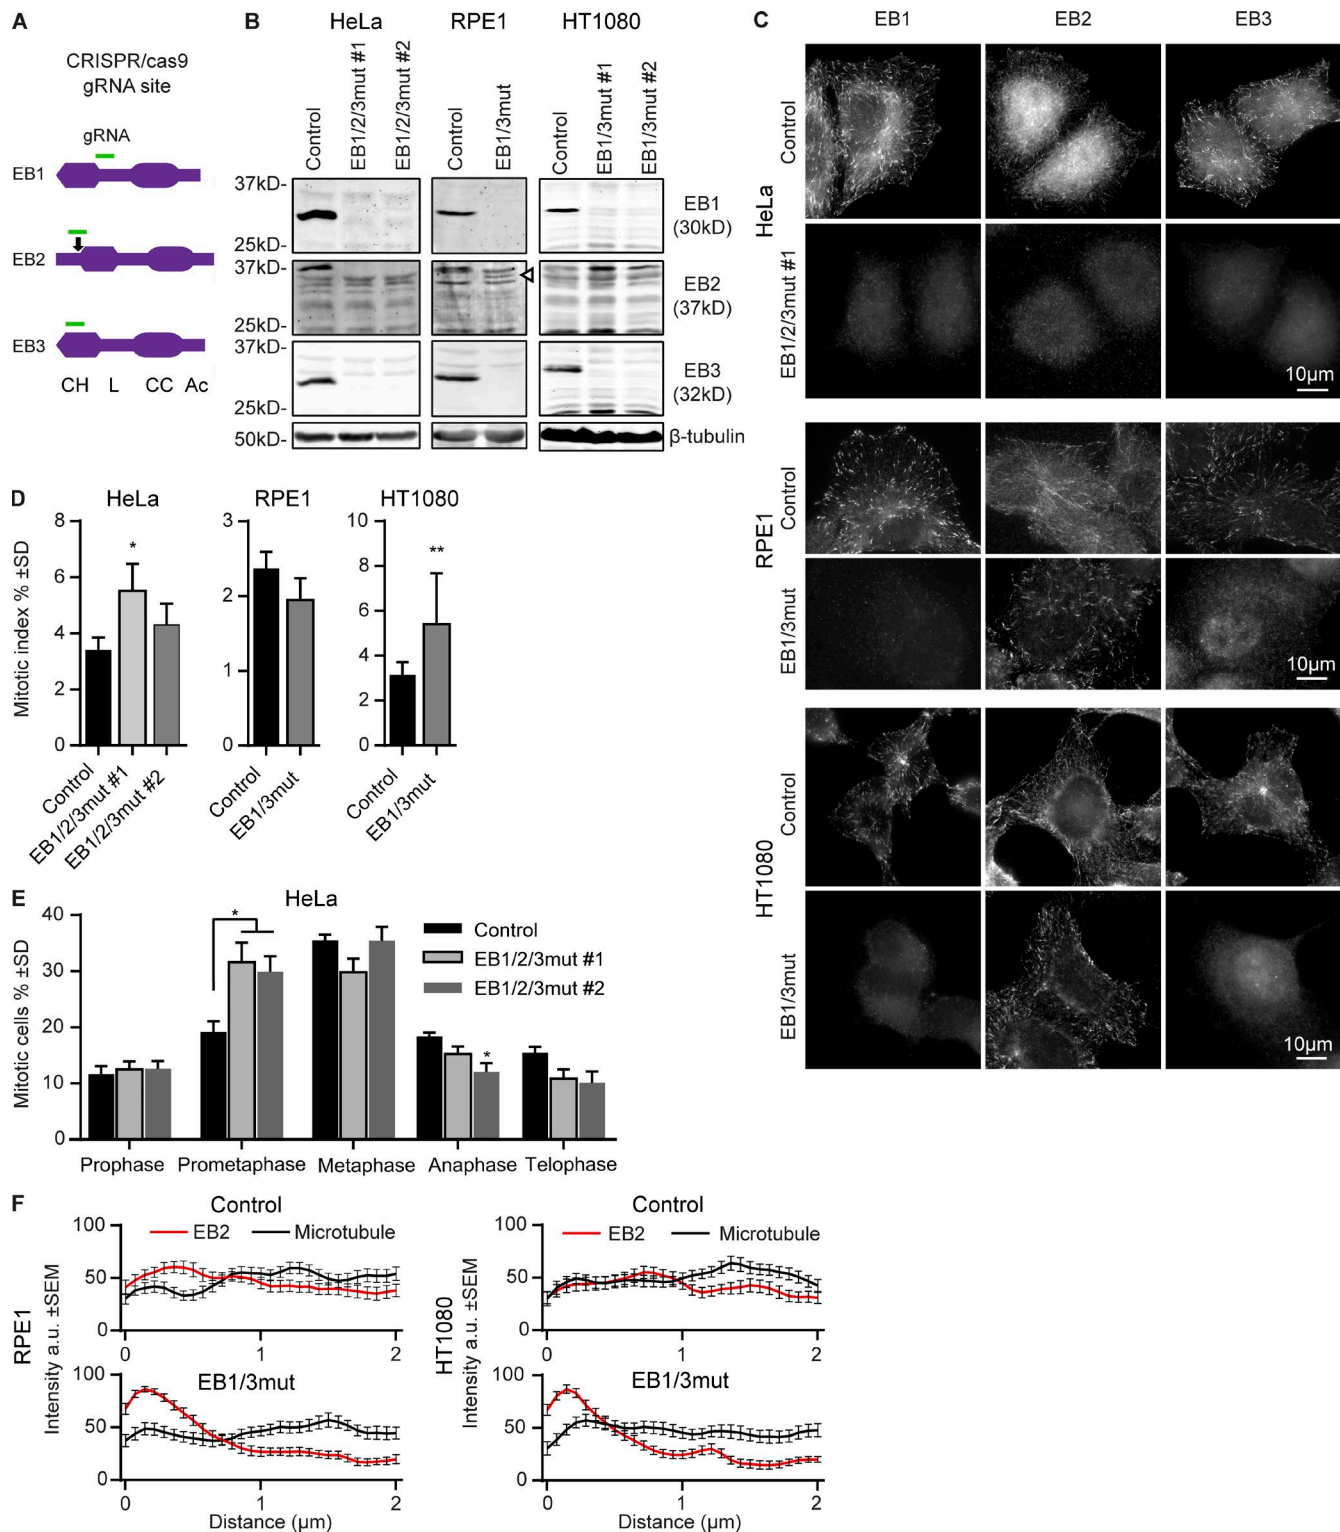 A
CRISPR/cas9
gRNA site
gRNA
EB1
EB2
EB3
CH L CC Ac
B
HeLa RPE1 HT1080
Control
EB1/2/3mut #1
EB1/2/3mut #2
Control
EB1/3mut
Control
EB1/3mut #1
EB1/3mut #2
37kD-
25kD-
EB1
(30kD)
37kD-
25kD-
EB2
(37kD)
37kD-
25kD-
EB3
(32kD)
50kD-
β-tubulin
C
EB1 EB2 EB3
HeLa
Control
EB1/2/3mut #1
10µm
RPE1
Control
EB1/3mut
10µm
HT1080
Control
EB1/3mut
10µm
D
HeLa
Mitotic index % ±SD
8
6
4
2
0
*
Control
EB1/2/3mut #1
EB1/2/3mut #2
RPE1
3
2
1
0
Control
EB1/3mut
HT1080
10
8
6
4
2
0
**
Control
EB1/3mut
E
HeLa
Mitotic cells % ±SD
40
30
20
10
0
*
*
Control
EB1/2/3mut #1
EB1/2/3mut #2
Prophase Prometaphase Metaphase Anaphase Telophase
F
RPE1
Intensity a.u. ±SEM
Control
EB2 Microtubule
100
50
0
0 1 2
EB1/3mut
100
50
0
0 1 2
Distance (µm)
HT1080
Intensity a.u. ±SEM
Control
EB2 Microtubule
100
50
0
0 1 2
EB1/3mut
100
50
0
0 1 2
Distance (µm)